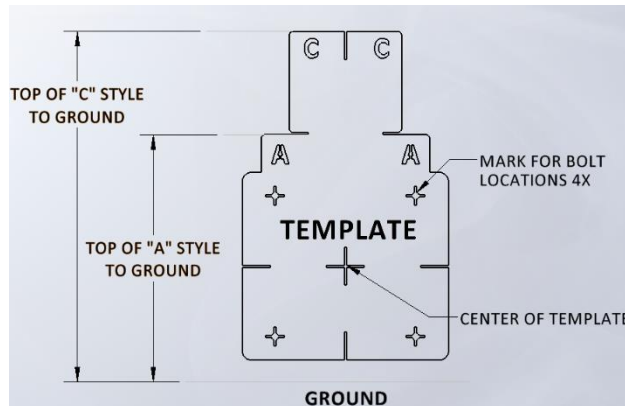 C C
TOP OF "C" STYLE
TO GROUND
A A
MARK FOR BOLT
LOCATIONS 4X
TEMPLATE
TOP OF "A" STYLE
TO GROUND
CENTER OF TEMPLATE
GROUND